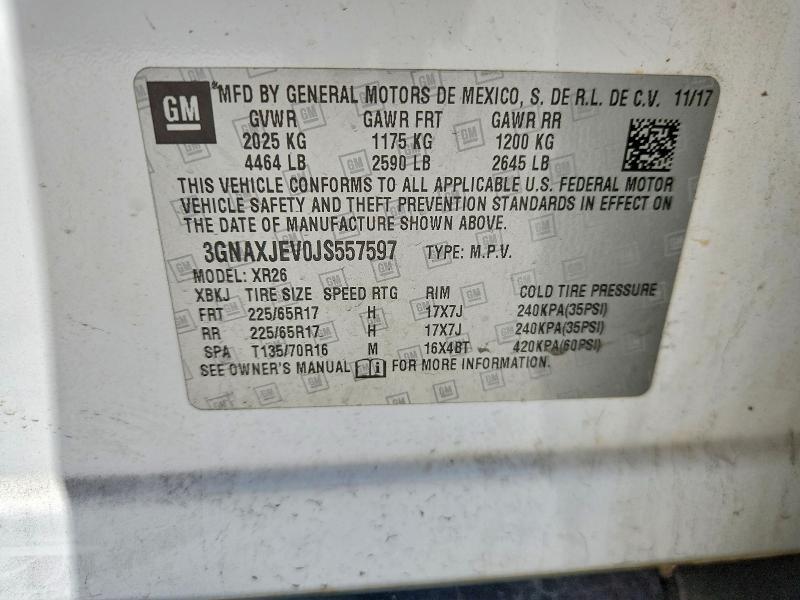 GM
*MFD BY GENERAL MOTORS DE MEXICO, S. DE R.L. DE C.V. 11/17
GVWR GAWR FRT GAWR RR
2025 KG 1175 KG 1200 KG
4464 LB 2590 LB 2645 LB
THIS VEHICLE CONFORMS TO ALL APPLICABLE U.S. FEDERAL MOTOR
VEHICLE SAFETY AND THEFT PREVENTION STANDARDS IN EFFECT ON
THE DATE OF MANUFACTURE SHOWN ABOVE.
3GNAXJEV0JS557597 TYPE: M.P.V.
MODEL: XR26
XBKJ TIRE SIZE SPEED RTG RIM COLD TIRE PRESSURE
FRT 225/65R17 H 17X7J 240KPA(35PSI)
RR 225/65R17 H 17X7J 240KPA(35PSI)
SPA T135/70R16 M 16X4BT 420KPA(60PSI)
SEE OWNER'S MANUAL FOR MORE INFORMATION.